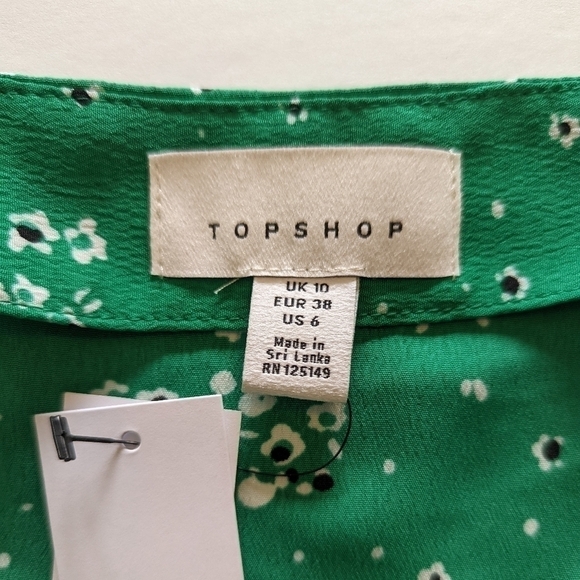 TOPSHOP
UK 10
EUR 38
US 6
Made in
Sri Lanka
RN125149